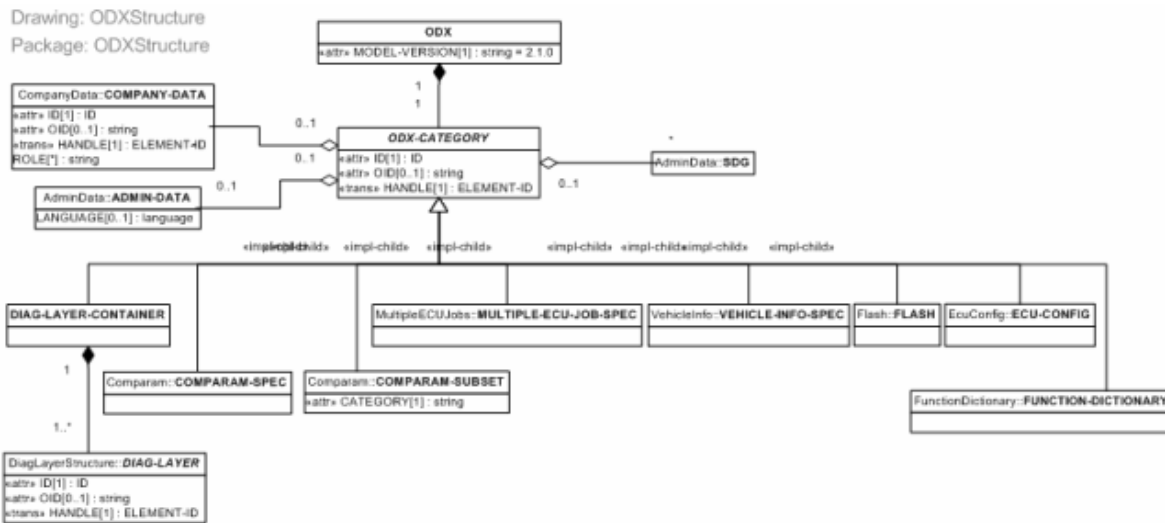 Drawing: ODXStructure
Package: ODXStructure
ODX
«attr» MODEL-VERSION[1] : string = 2.1.0
1
1
CompanyData::COMPANY-DATA
«attr» ID[1] : ID
«attr» OID[0..1] : string
«trans» HANDLE[1] : ELEMENT-ID
ROLE[*] : string
0..1
0..1
ODX-CATEGORY
«attr» ID[1] : ID
«attr» OID[0..1] : string
«trans» HANDLE[1] : ELEMENT-ID
*
0..1
AdminData::SDG
0..1
AdminData::ADMIN-DATA
LANGUAGE[0..1] : language
«impl-child» «impl-child» «impl-child» «impl-child» «impl-child» «impl-child» «impl-child» «impl-child»
DIAG-LAYER-CONTAINER
MultipleECUJobs::MULTIPLE-ECU-JOB-SPEC
VehicleInfo::VEHICLE-INFO-SPEC
Flash::FLASH
EcuConfig::ECU-CONFIG
1
Comparam::COMPARAM-SPEC
Comparam::COMPARAM-SUBSET
«attr» CATEGORY[1] : string
FunctionDictionary::FUNCTION-DICTIONARY
1..*
DiagLayerStructure::DIAG-LAYER
«attr» ID[1] : ID
«attr» OID[0..1] : string
«trans» HANDLE[1] : ELEMENT-ID